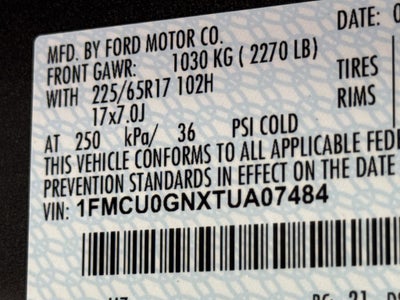 DATE: 0
MFD. BY FORD MOTOR CO.
FRONT GAWR: 1030 KG ( 2270 LB)
WITH 225/65R17 102H TIRES
17x7.0J RIMS
AT 250 kPa/ 36 PSI COLD
THIS VEHICLE CONFORMS TO ALL APPLICABLE FEDE
PREVENTION STANDARDS IN EFFECT ON THE DATE
VIN: 1FMCU0GNXTUA07484
21